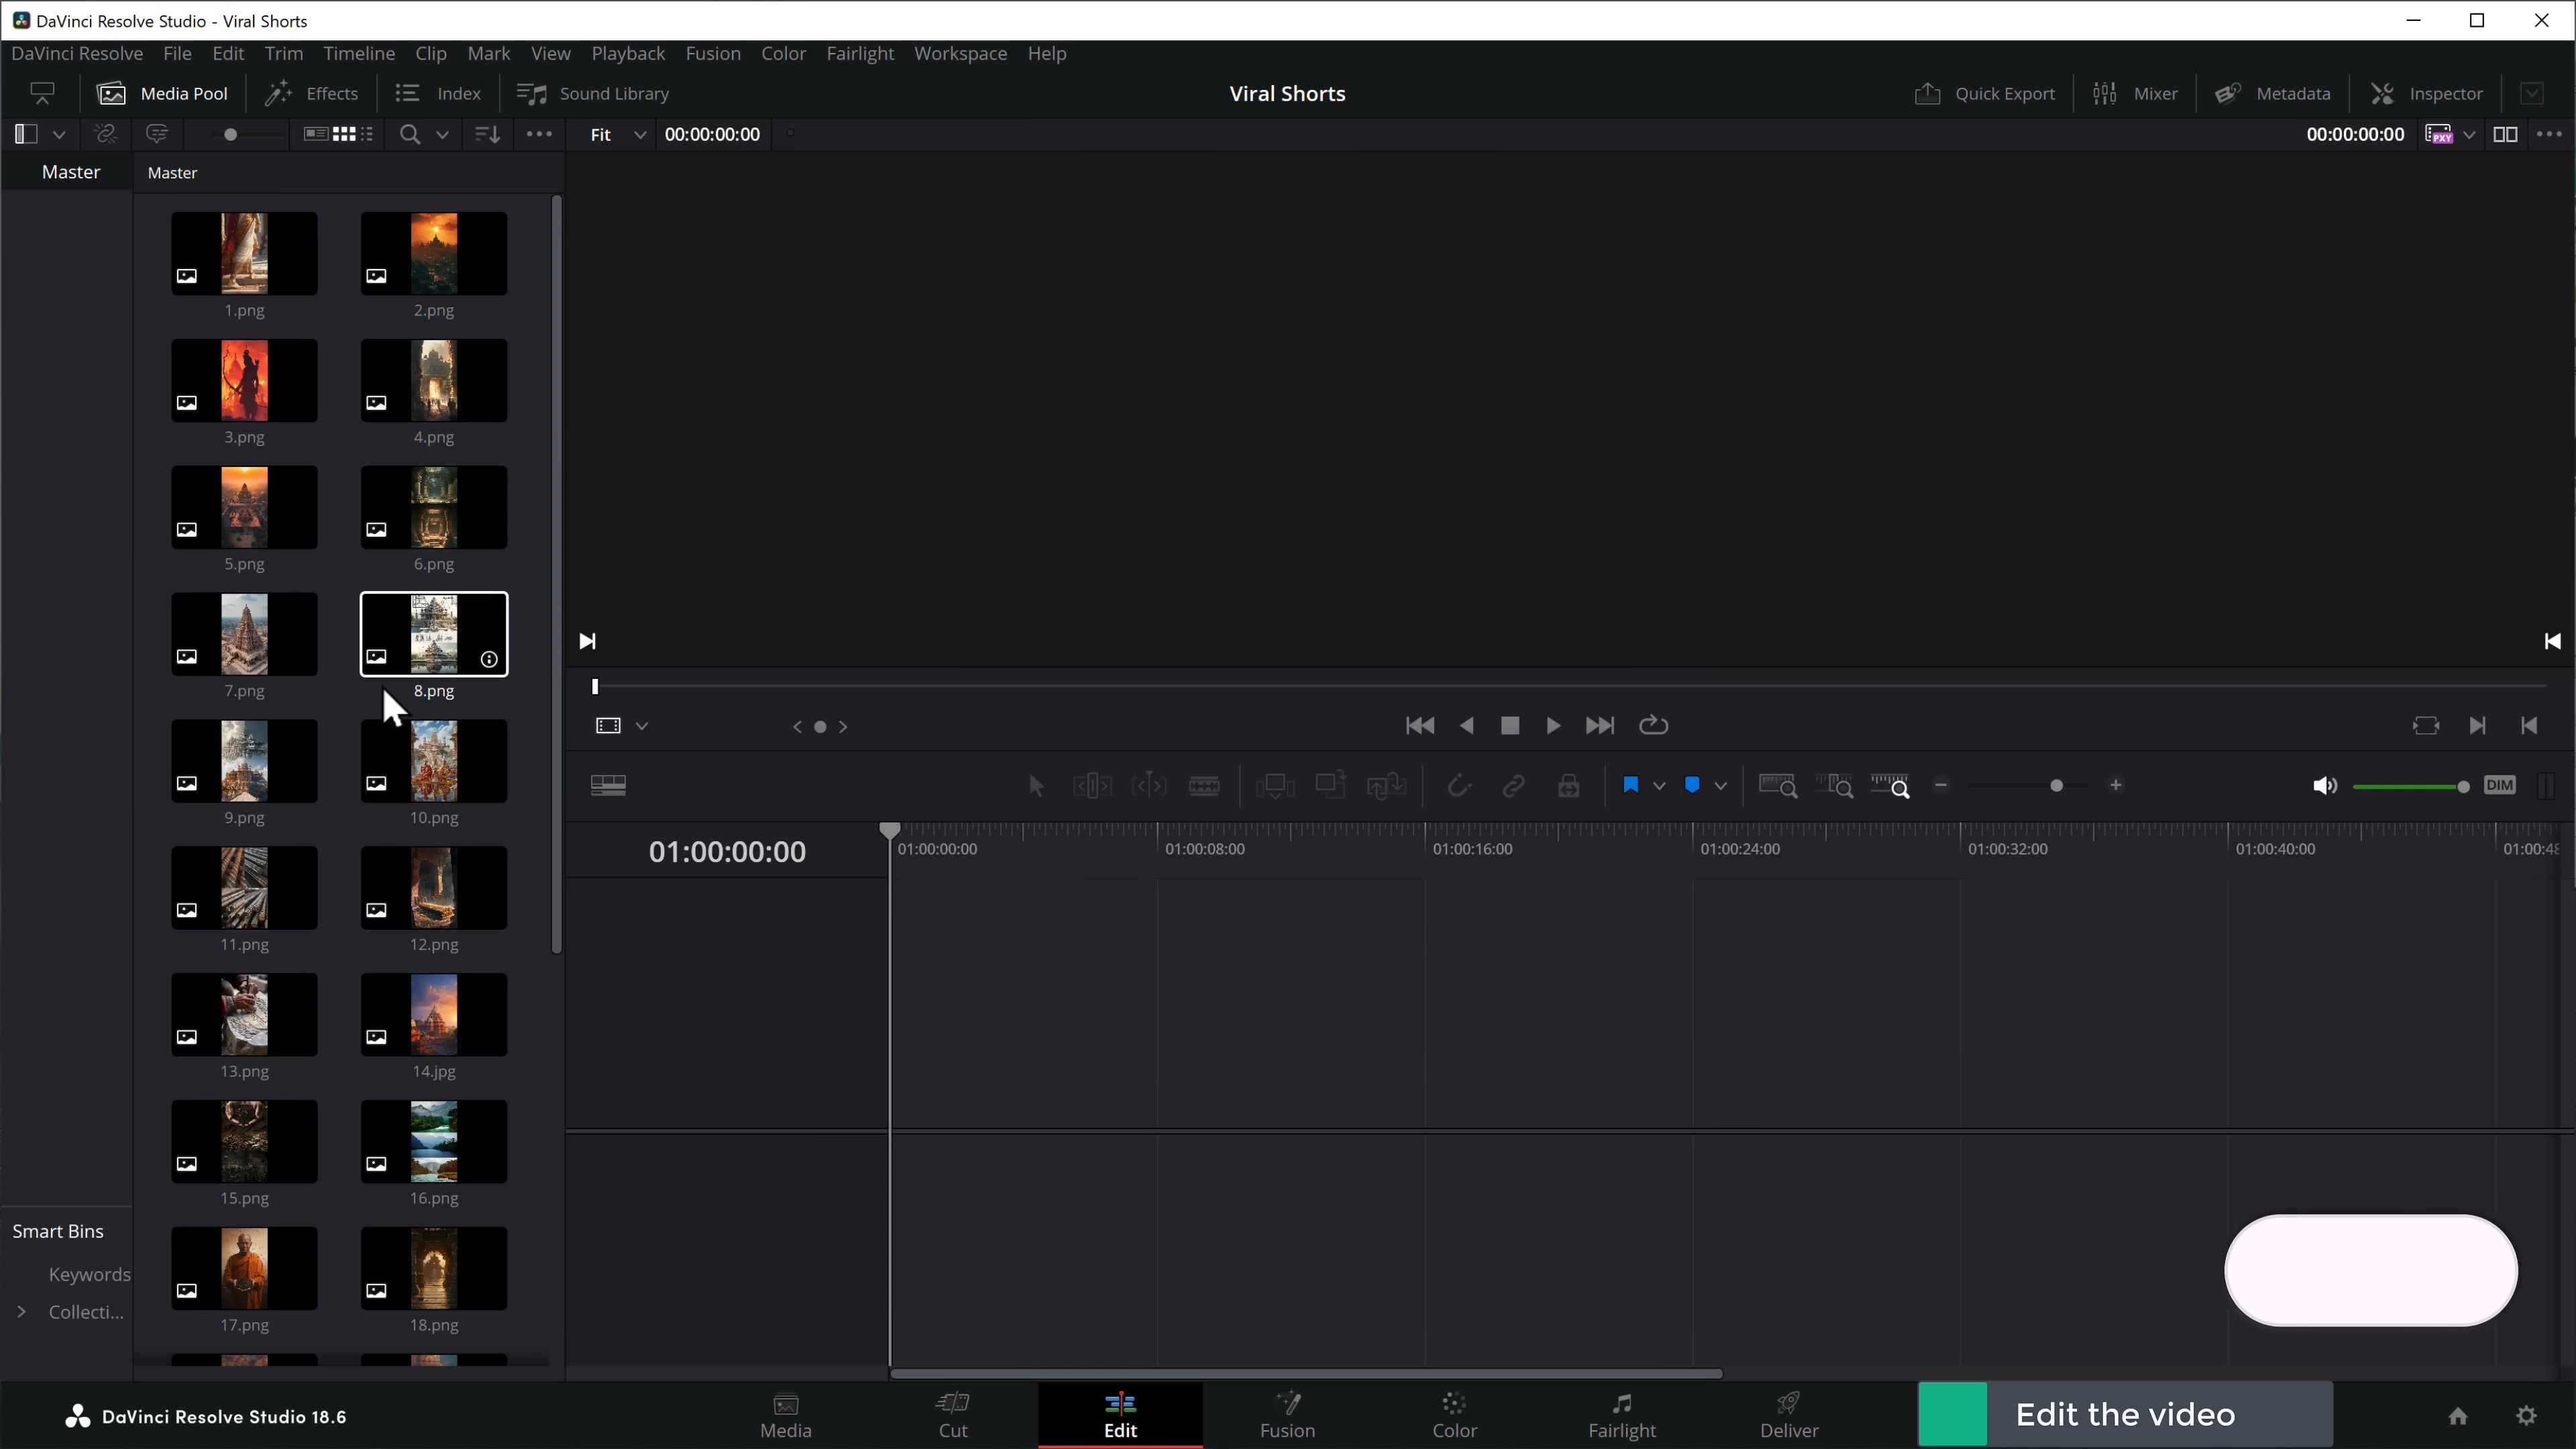 DaVinci Resolve Studio - Viral Shorts
DaVinci Resolve File Edit Trim Timeline Clip Mark View Playback Fusion Color Fairlight Workspace Help
Media Pool Effects Index Sound Library Viral Shorts Quick Export Mixer Metadata Inspector
Fit 00:00:00:00 00:00:00:00 PXY
Master Master
1.png 2.png
3.png 4.png
5.png 6.png
7.png 8.png
9.png 10.png
DIM
01:00:00:00 01:00:00:00 01:00:08:00 01:00:16:00 01:00:24:00 01:00:32:00 01:00:40:00 01:00:48
11.png 12.png
13.png 14.jpg
15.png 16.png
Smart Bins
Keywords
Collecti...
17.png 18.png
DaVinci Resolve Studio 18.6
Media Cut Edit Fusion Color Fairlight Deliver
Edit the video